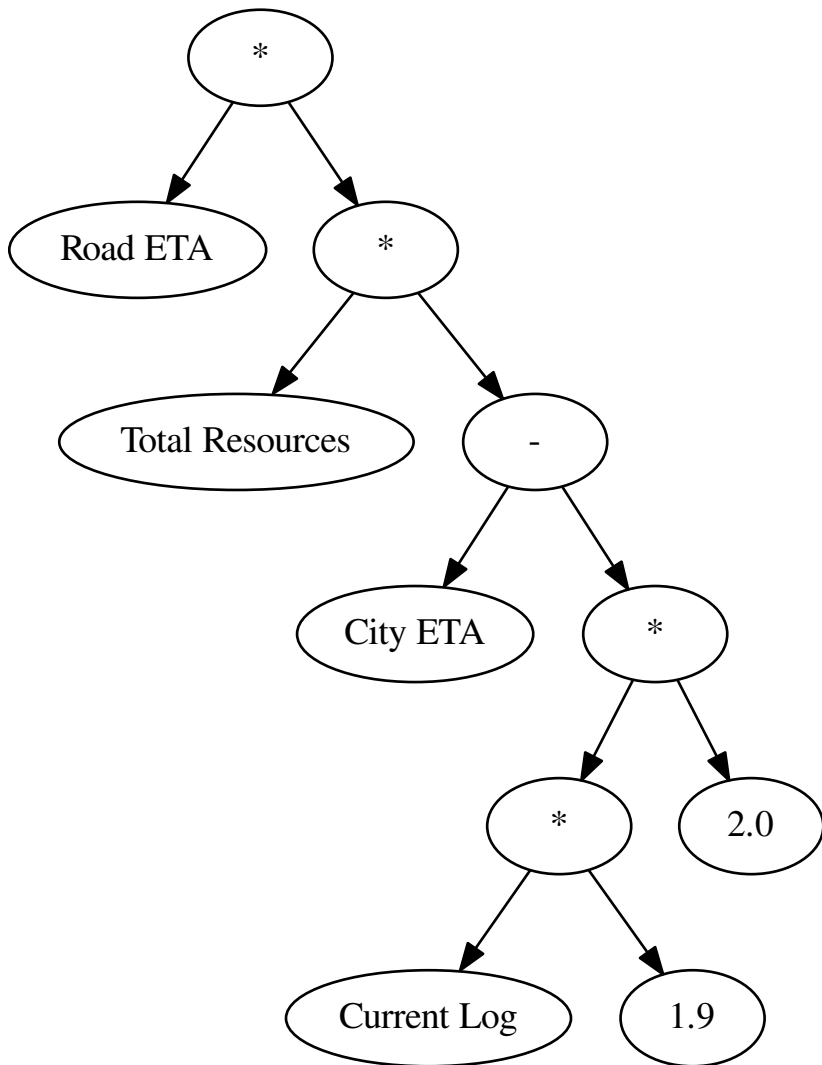 *
Road ETA
*
Total Resources
-
City ETA
*
*
2.0
Current Log
1.9